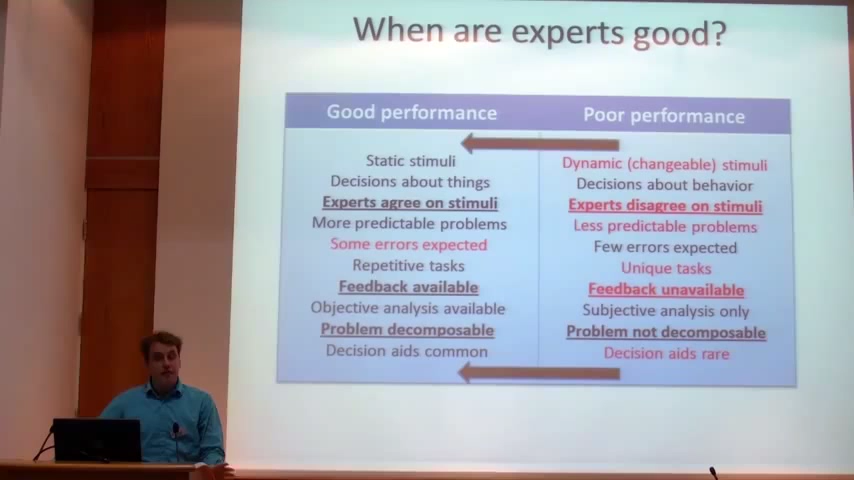 When are experts good?
Good performance Poor performance
Static stimuli Dynamic (changeable) stimuli
Decisions about things Decisions about behavior
Experts agree on stimuli Experts disagree on stimuli
More predictable problems Less predictable problems
Some errors expected Few errors expected
Repetitive tasks Unique tasks
Feedback available Feedback unavailable
Objective analysis available Subjective analysis only
Problem decomposable Problem not decomposable
Decision aids common Decision aids rare